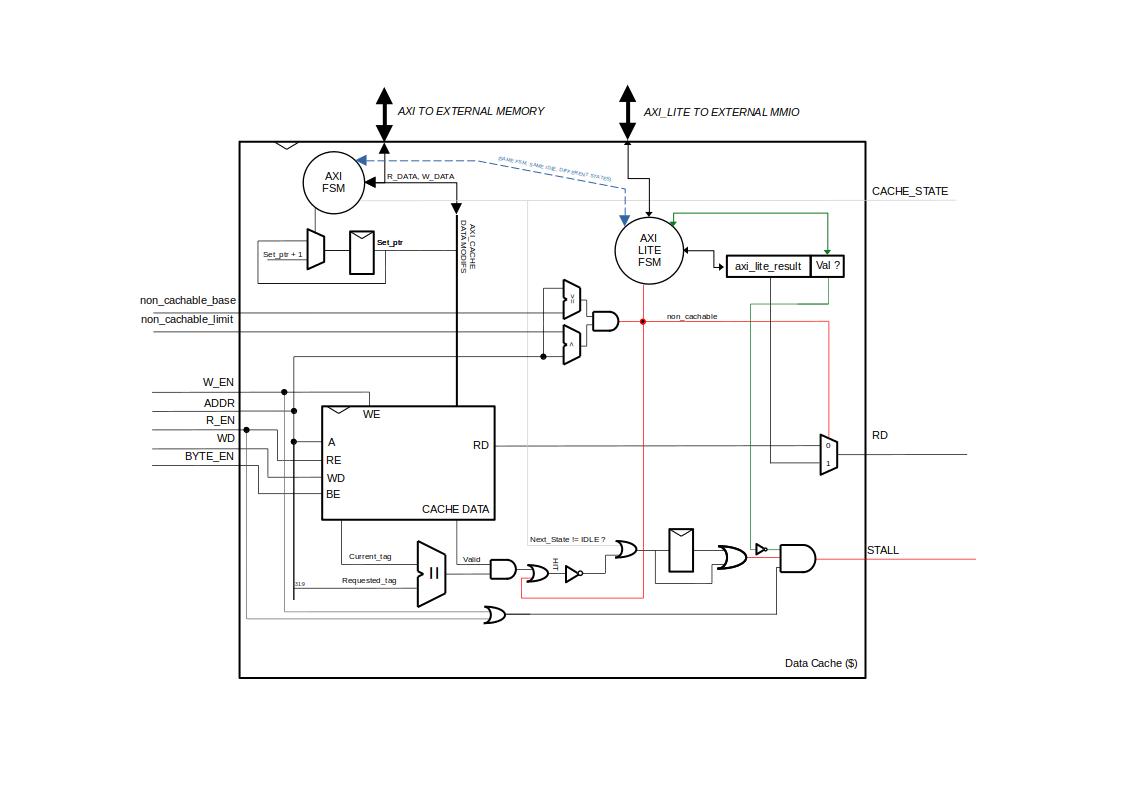 AXI TO EXTERNAL MEMORY
AXI_LITE TO EXTERNAL MMIO
SAME FSM, SAME IDLE, DIFFERENT STATES!
AXI
FSM
R_DATA, W_DATA
CACHE_STATE
AXI_CACHE
DATA MODIFS
Set_ptr
Set_ptr + 1
AXI
LITE
FSM
axi_lite_result
Val ?
non_cachable_base
non_cachable_limit
>=
<
non_cachable
W_EN
ADDR
R_EN
WD
BYTE_EN
WE
A
RE
WD
BE
RD
CACHE DATA
0
1
RD
Next_State != IDLE ?
Current_tag
Valid
HIT
=
Requested_tag
31:9
STALL
Data Cache ($)